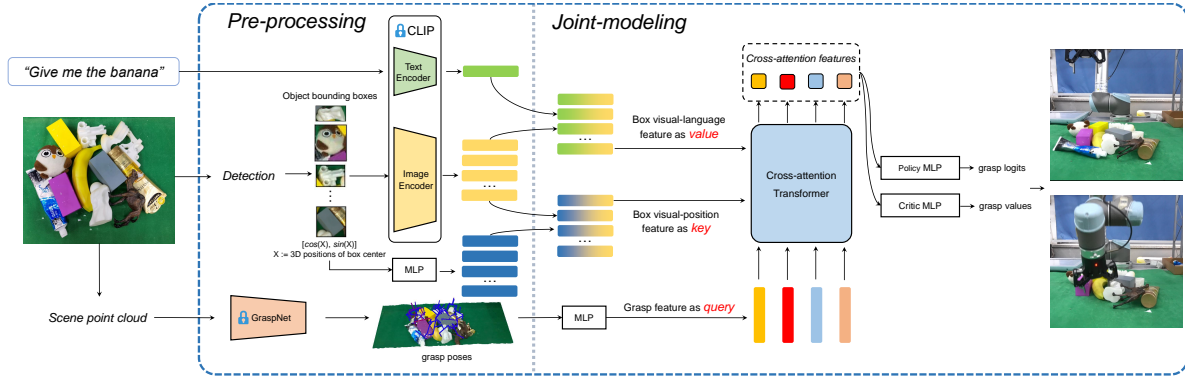 Pre-processing
Joint-modeling
"Give me the banana"
CLIP
Text
Encoder
Object bounding boxes
Detection
Image
Encoder
...
[cos(X), sin(X)]
X := 3D positions of box center
MLP
...
Scene point cloud
GraspNet
grasp poses
MLP
...
Box visual-language
feature as value
Box visual-position
feature as key
...
Grasp feature as query
Cross-attention features
Cross-attention
Transformer
Policy MLP
grasp logits
Critic MLP
grasp values